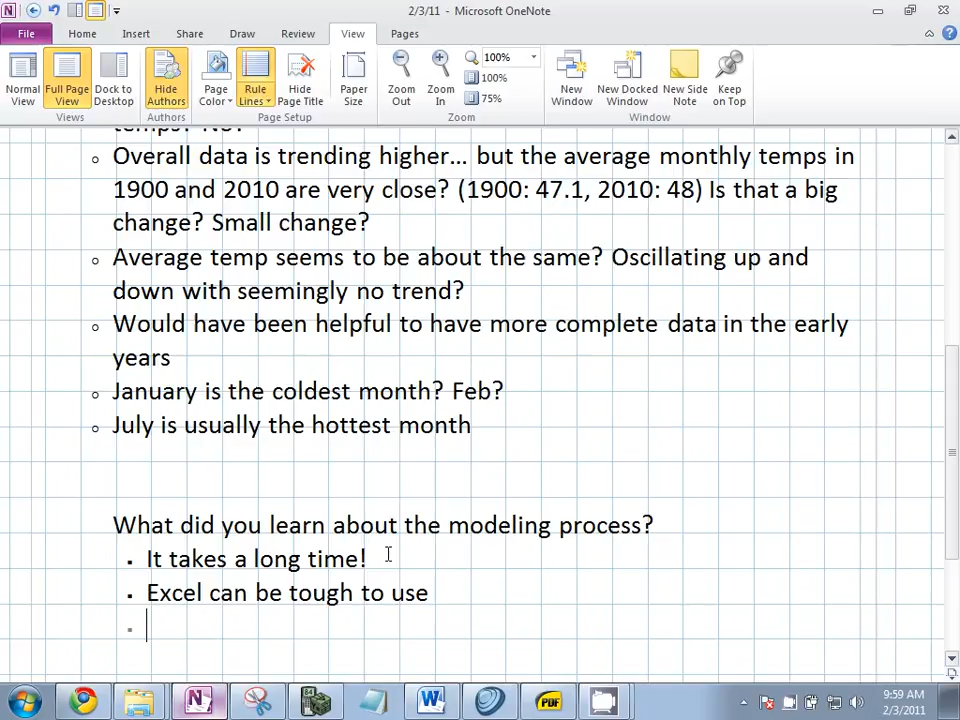 2/3/11 - Microsoft OneNote
File Home Insert Share Draw Review View Pages
Normal View Full Page View Dock to Desktop Hide Authors Page Color Rule Lines Hide Page Title Paper Size Zoom Out Zoom In 100% 100% 75% New Window New Docked Window New Side Note Keep on Top
Views Authors Page Setup Zoom Window
Overall data is trending higher... but the average monthly temps in
1900 and 2010 are very close? (1900: 47.1, 2010: 48) Is that a big
change? Small change?
Average temp seems to be about the same? Oscillating up and
down with seemingly no trend?
Would have been helpful to have more complete data in the early
years
January is the coldest month? Feb?
July is usually the hottest month
What did you learn about the modeling process?
It takes a long time!
Excel can be tough to use
PDF
9:59 AM
2/3/2011